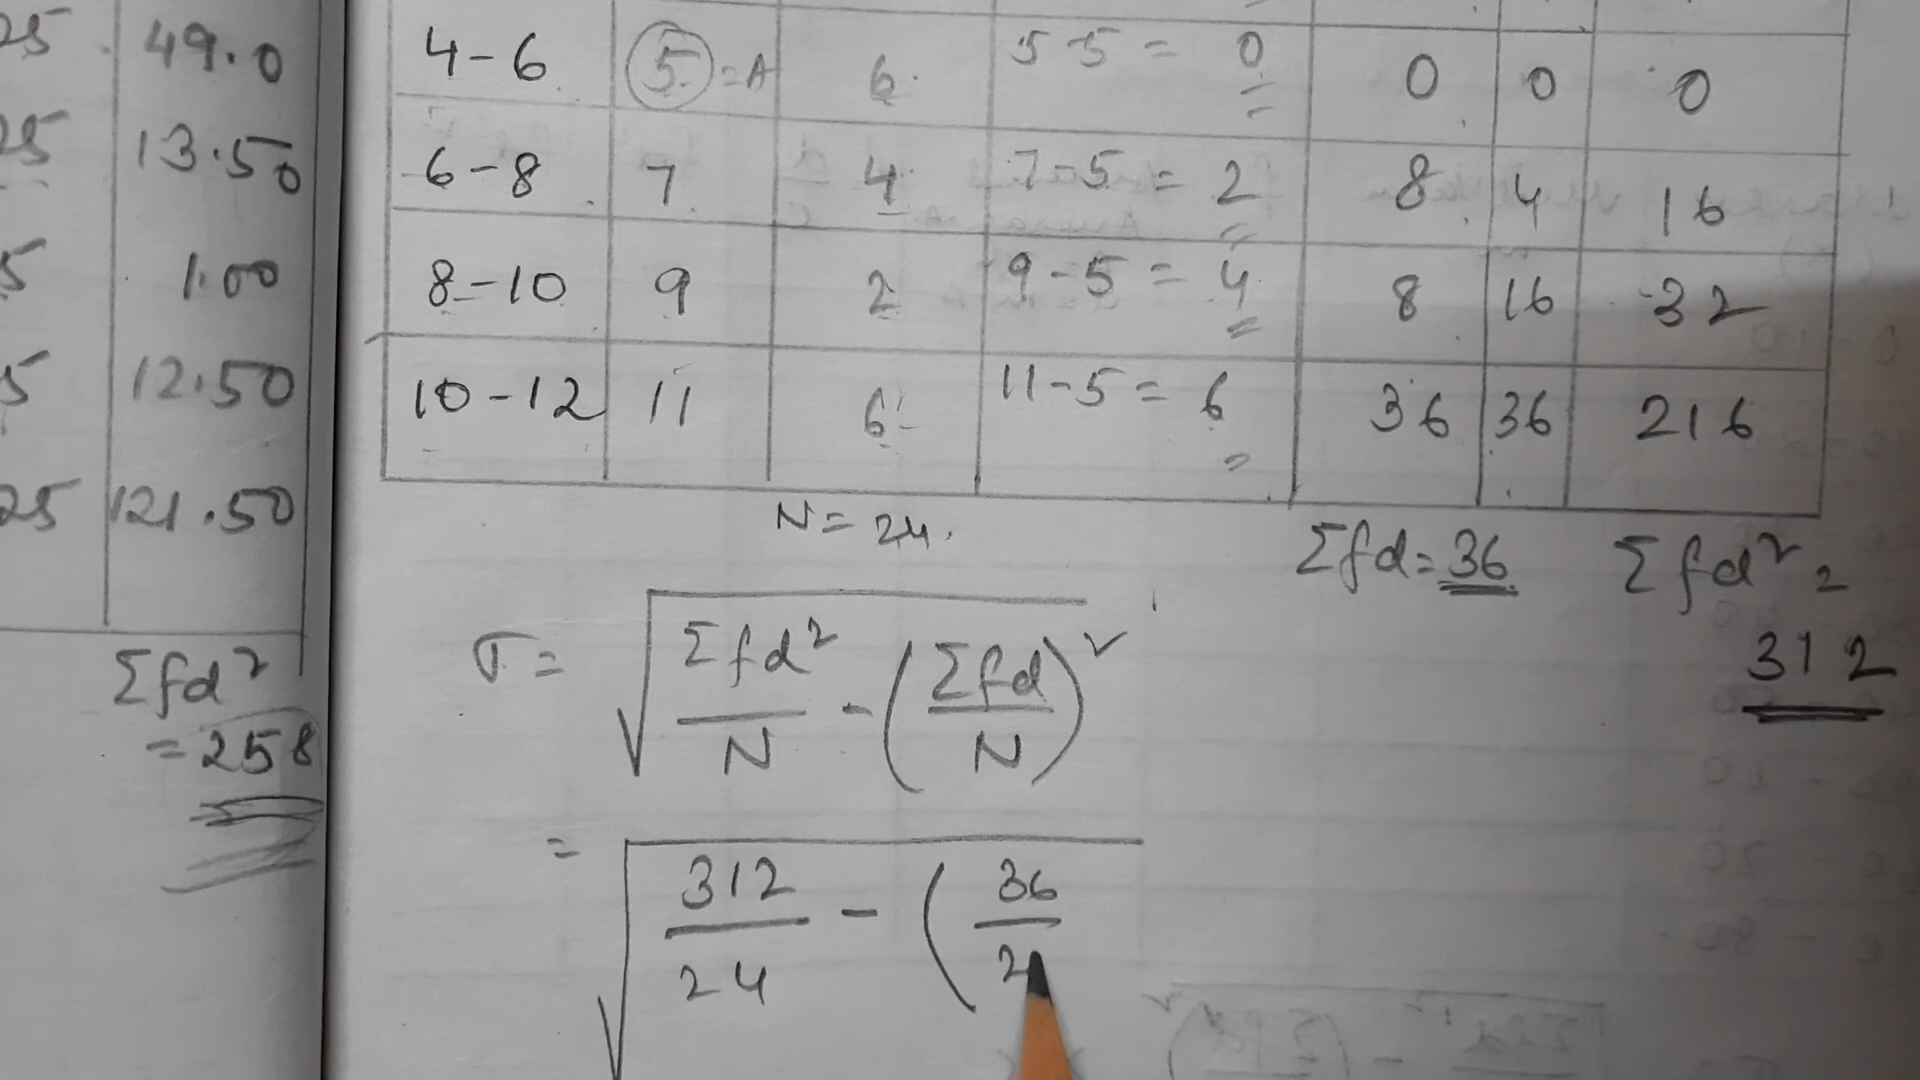 49.0
13.50
1.00
12.50
25 121.50
Σfd²
=258
4-6 5=A 6 5-5= 0 0 0 0
6-8 7 4 7-5 = 2 8 4 16
8-10 9 2 9-5= 4 8 16 32
10-12 11 6 11-5= 6 36 36 216
N=24. Σfd=36 Σfd² =
312
σ= √ Σfd²/N - (Σfd/N)²
= √ 312/24 - (36/2